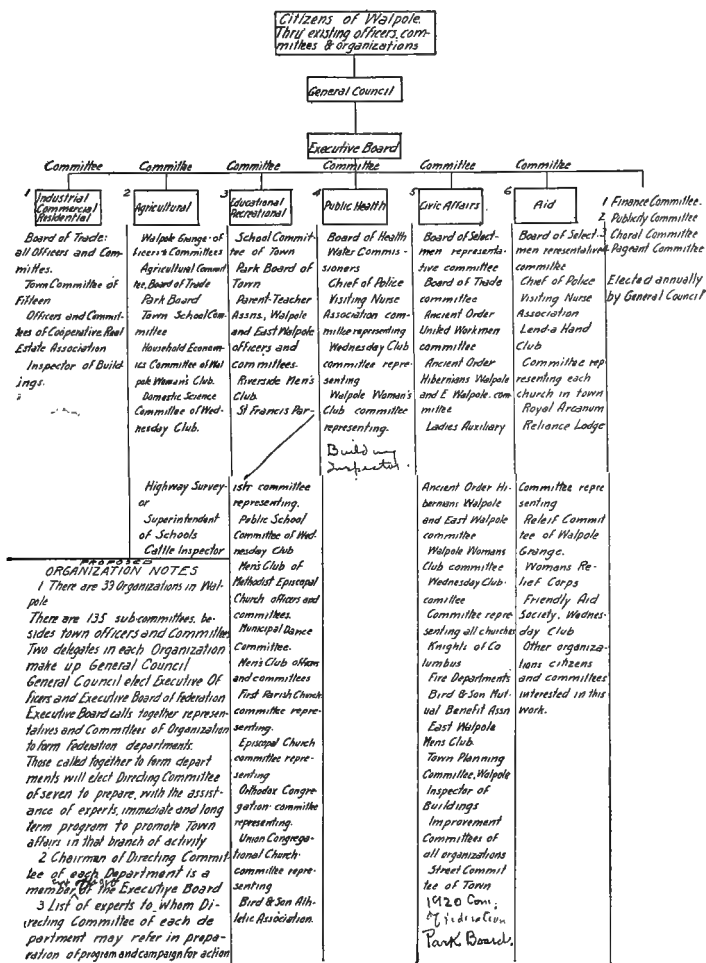 Citizens of Walpole.
Thru existing officers, com-
mittees & organizations
General Council
Executive Board
Committee
Committee
Committee
Committee
Committee
Committee
1 Industrial
Commercial
Residential
Board of Trade:
all Officers and Com-
mittes.
Town Committee of
Fifteen
Officers and Commit-
tees of Coöperative Real
Estate Association
Inspector of Build-
ings.
2 Agricultural
Walpole Grange-of
ficers & Committees
Agricultural Commit
tee, Board of Trade
Park Board
Town School Com-
mittee
Household Econom-
ics Committee of Wal
pole Woman's Club.
Domestic Science
Committee of Wed-
nesday Club.
Highway Survey-
or
Superintendant
of Schools
Cattle Inspector
3 Educational
Recreational
School Commit-
tee of Town
Park Board of
Town
Parent-Teacher
Assns., Walpole
and East Walpole
officers and
committees.
Riverside Men's
Club.
St Francis Par-
ish committee
representing.
Public School
Committee of Wed-
nesday Club
Men's Club of
Methodist Episcopal
Church officers and
committees.
Municipal Dance
Committee.
Men's Club officers
and committees
First Parish Church
committee repre-
senting.
Episcopal Church
committee repre-
senting
Orthodox Congre-
gation committee
representing.
Union Congrega-
tional Church
committee repre-
senting
Bird & Son Ath-
letic Association.
4 Public Health
Board of Health
Water Commis-
sioners
Chief of Police
Visiting Nurse
Association com-
mittee representing
Wednesday Club
committee repre-
senting
Walpole Woman's
Club committee
representing.
Building
Inspector.
5 Civic Affairs
Board of Select-
men representa-
tive committee
Board of Trade
committee
Ancient Order
United Workmen
committee
Ancient Order
Hibernians Walpole
and E Walpole. com
mittee
Ladies Auxiliary
Ancient Order Hi-
bernians Walpole
and East Walpole
committee
Walpole Womans
Club committee
Wednesday Club-
comittee
Committee repre
senting all churches
Knights of Co
lumbus
Fire Departments
Bird & Son Mut-
ual Benefit Assn
East Walpole
Mens Club.
Town Planning
Committee, Walpole
Inspector of
Buildings
Improvement
Committees of
all organizations
Street Commit
tee of Town
1920 Com.
Park Board.
6 Aid
Board of Select-
men reresentative
committee
Chief of Police
Visiting Nurse
Association
Lend-a Hand
Club
Committee rep
resenting each
church in town
Royal Arcanum
Reliance Lodge
Committee repre
senting
Releif Commit
tee of Walpole
Grange.
Womans Re-
lief Corps
Friendly Aid
Society, Wednes-
day Club
Other organiza-
tions citizens
and committees
interested in this
work.
1 Finance Committee.
2 Publicity Committee
3 Choral Committee
4 Pageant Committee
Elected annually
by General Council
PROPOSED
ORGANIZATION NOTES
1 There are 39 Organizations in Wal-
pole
There are 135 sub-committees, be-
sides town officers and Committees
Two delegates in each Organization
make up General Council
General Council elect Executive Of
ficers and Executive Board of Federation
Executive Board calls together represen-
tatives and Committees of Organization
to form Federation departments.
Those called together to form depart
ments will elect Directing Committee
of seven to prepare, with the assist-
ance of experts, immediate and long
term program to promote Town
affairs in that branch of activity
2 Chairman of Directing Commit-
tee of each Department is a
member of the Executive Board
3 List of experts to whom Di-
recting Committee of each de
partment may refer in prepa-
ration of program and campaign for action